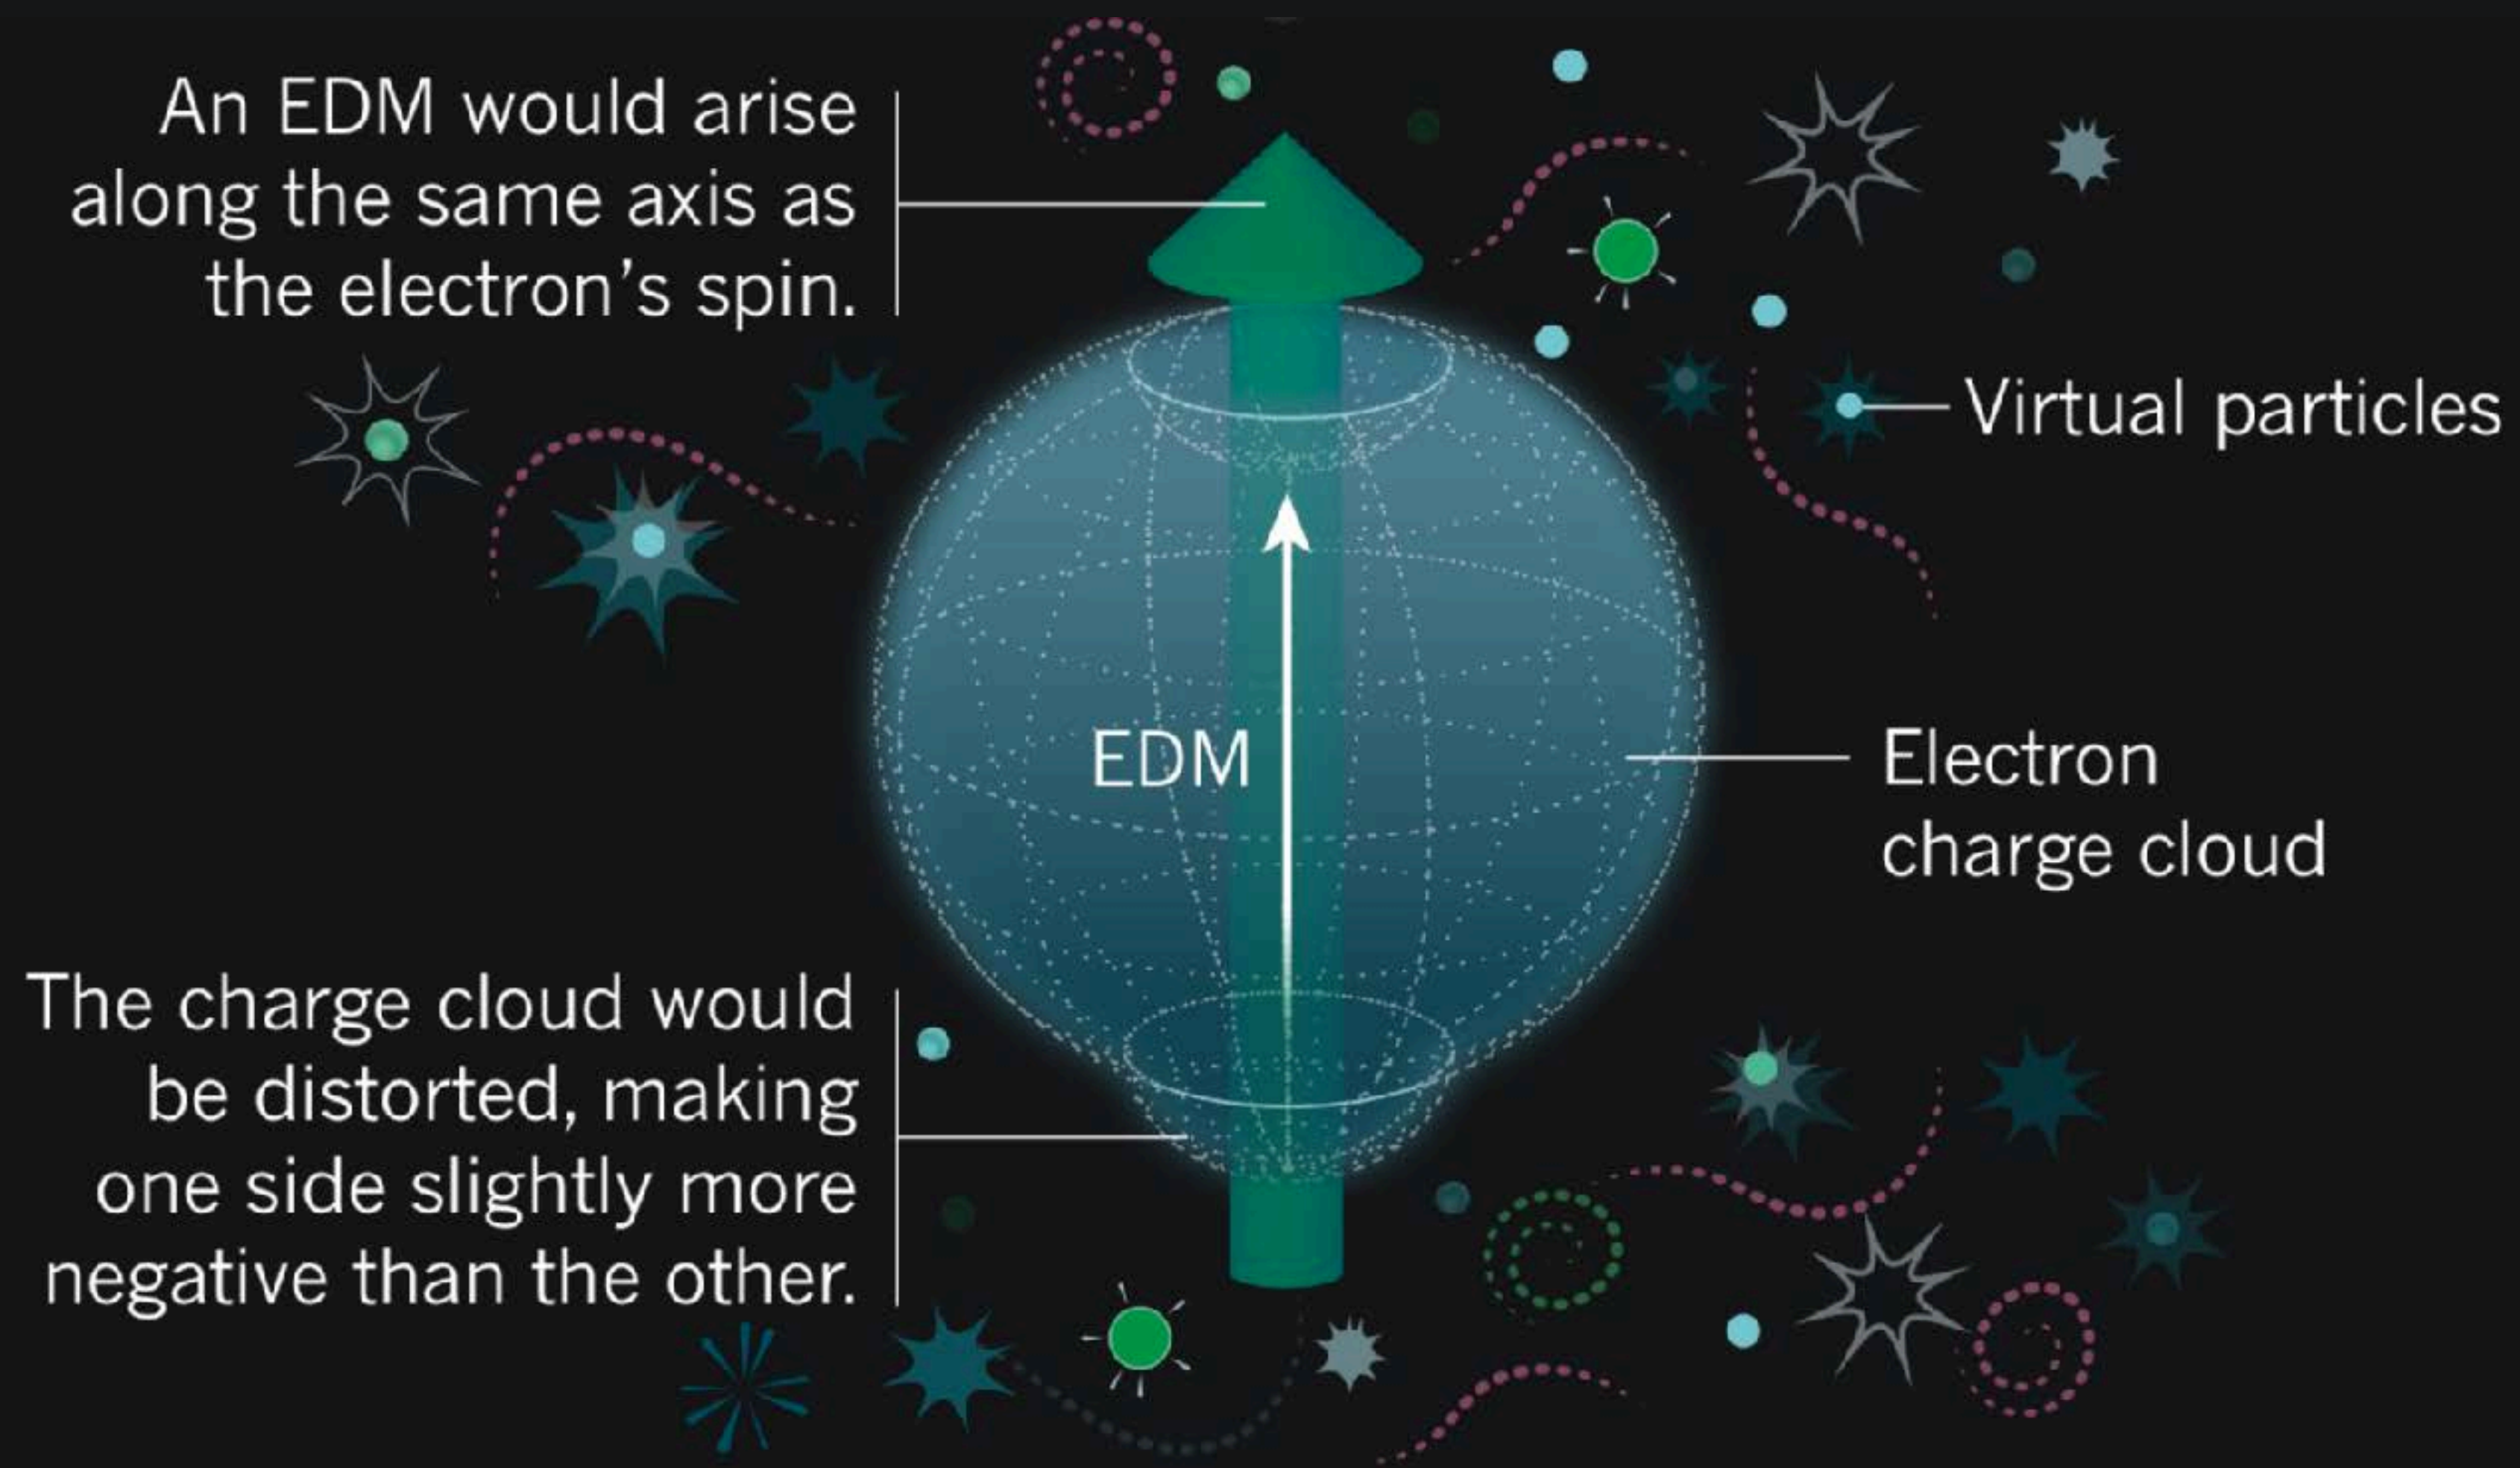 An EDM would arise
along the same axis as
the electron’s spin.
Virtual particles
EDM
Electron
charge cloud
The charge cloud would
be distorted, making
one side slightly more
negative than the other.